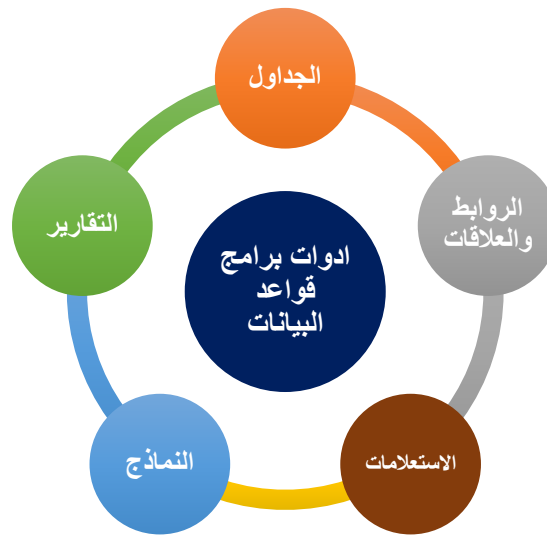 الجداول
الروابط
والعلاقات
التقارير
ادوات برامج
قواعد
البيانات
الاستعلامات
النماذج